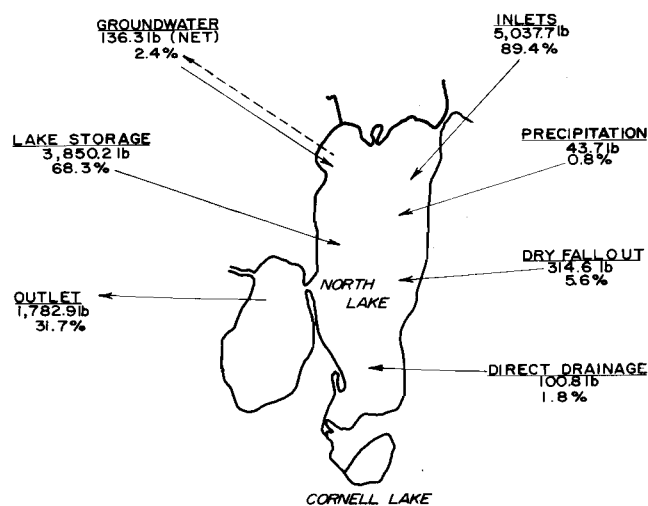 GROUNDWATER
136.3 lb (NET)
2.4%
INLETS
5,037.7 lb
89.4%
LAKE STORAGE
3,850.2 lb
68.3%
PRECIPITATION
43.7 lb
0.8%
DRY FALLOUT
314.6 lb
5.6%
NORTH
LAKE
OUTLET
1,782.9 lb
31.7%
DIRECT DRAINAGE
100.8 lb
1.8%
CORNELL LAKE